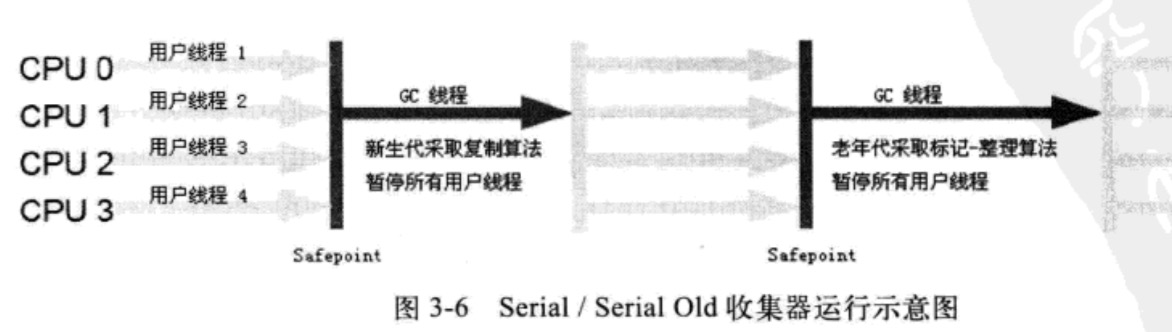 CPU 0 用户线程 1
CPU 1 用户线程 2
CPU 2 用户线程 3
CPU 3 用户线程 4
GC 线程
新生代采取复制算法
暂停所有用户线程
Safepoint
GC 线程
老年代采取标记-整理算法
暂停所有用户线程
Safepoint
图 3-6 Serial / Serial Old 收集器运行示意图